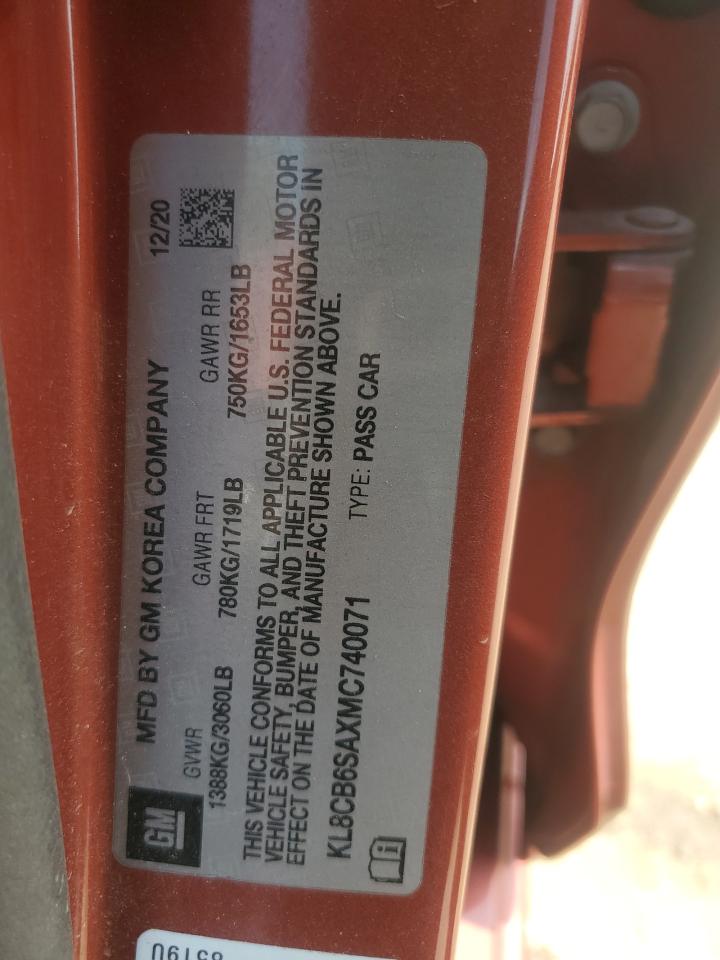 GM
MFD BY GM KOREA COMPANY 12/20
GVWR GAWR FRT GAWR RR
1388KG/3060LB 780KG/1719LB 750KG/1653LB
THIS VEHICLE CONFORMS TO ALL APPLICABLE U.S. FEDERAL MOTOR
VEHICLE SAFETY, BUMPER, AND THEFT PREVENTION STANDARDS IN
EFFECT ON THE DATE OF MANUFACTURE SHOWN ABOVE.
KL8CB6SAXMC740071 TYPE: PASS CAR